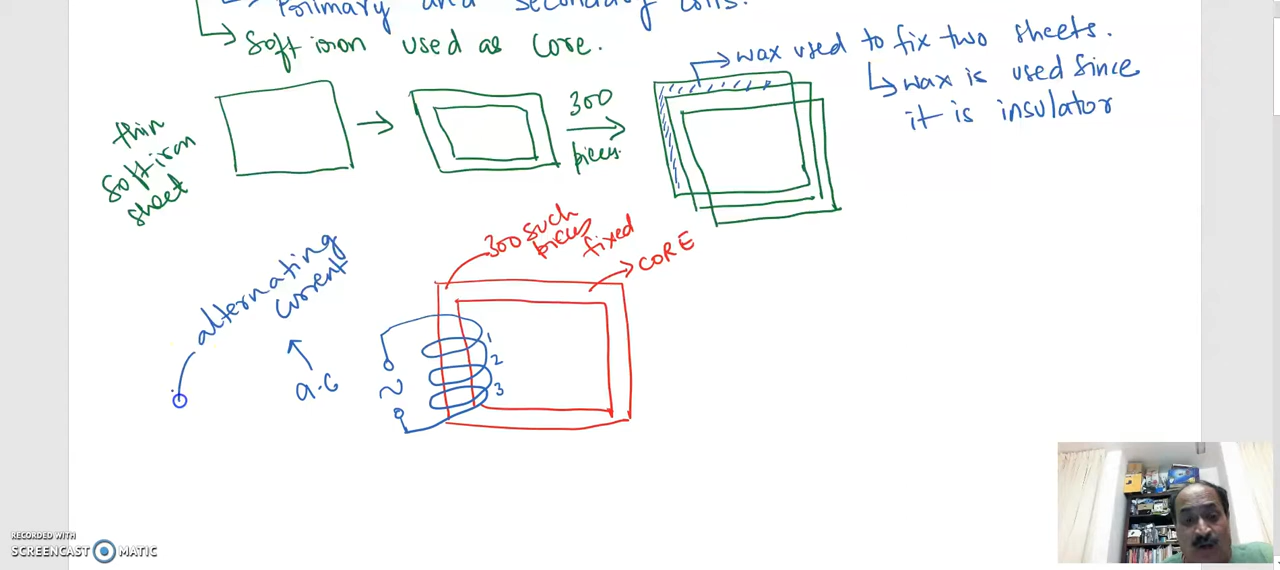 Primary and secondary coils.
Soft iron used as core.
wax used to fix two sheets.
wax is used since
it is insulator
thin
soft iron
sheet
300
pieces
300 such
pieces fixed
CORE
alternating
current
a.c
1
2
3
~
RECORDED WITH
SCREENCAST MATIC